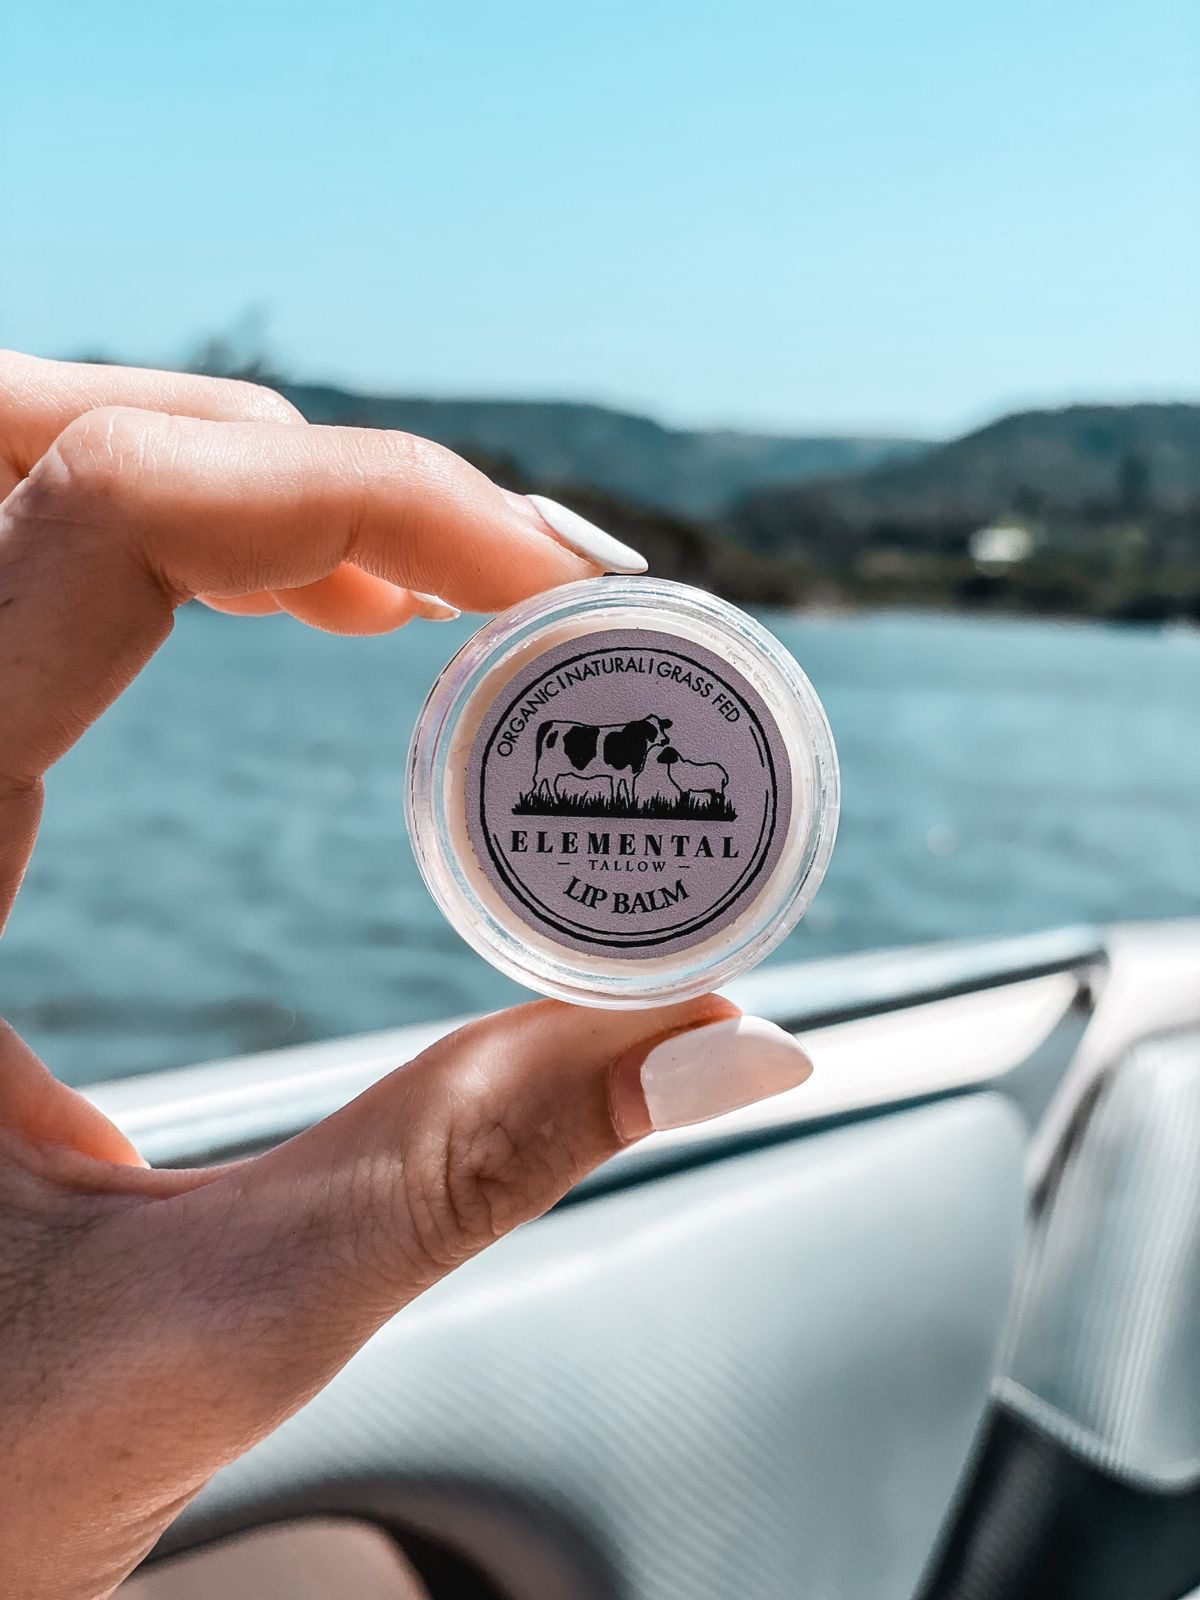 ORGANIC | NATURAL | GRASS FED
ELEMENTAL
– TALLOW –
LIP BALM